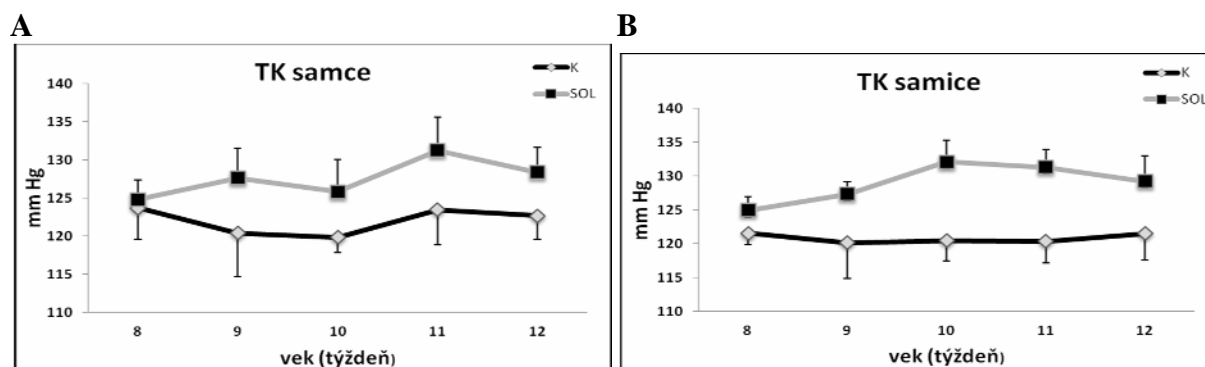 A
TK samce
K
SOL
mm Hg
140
135
130
125
120
115
110
8 9 10 11 12
vek (týždeň)
B
TK samice
K
SOL
mm Hg
140
135
130
125
120
115
110
8 9 10 11 12
vek (týždeň)